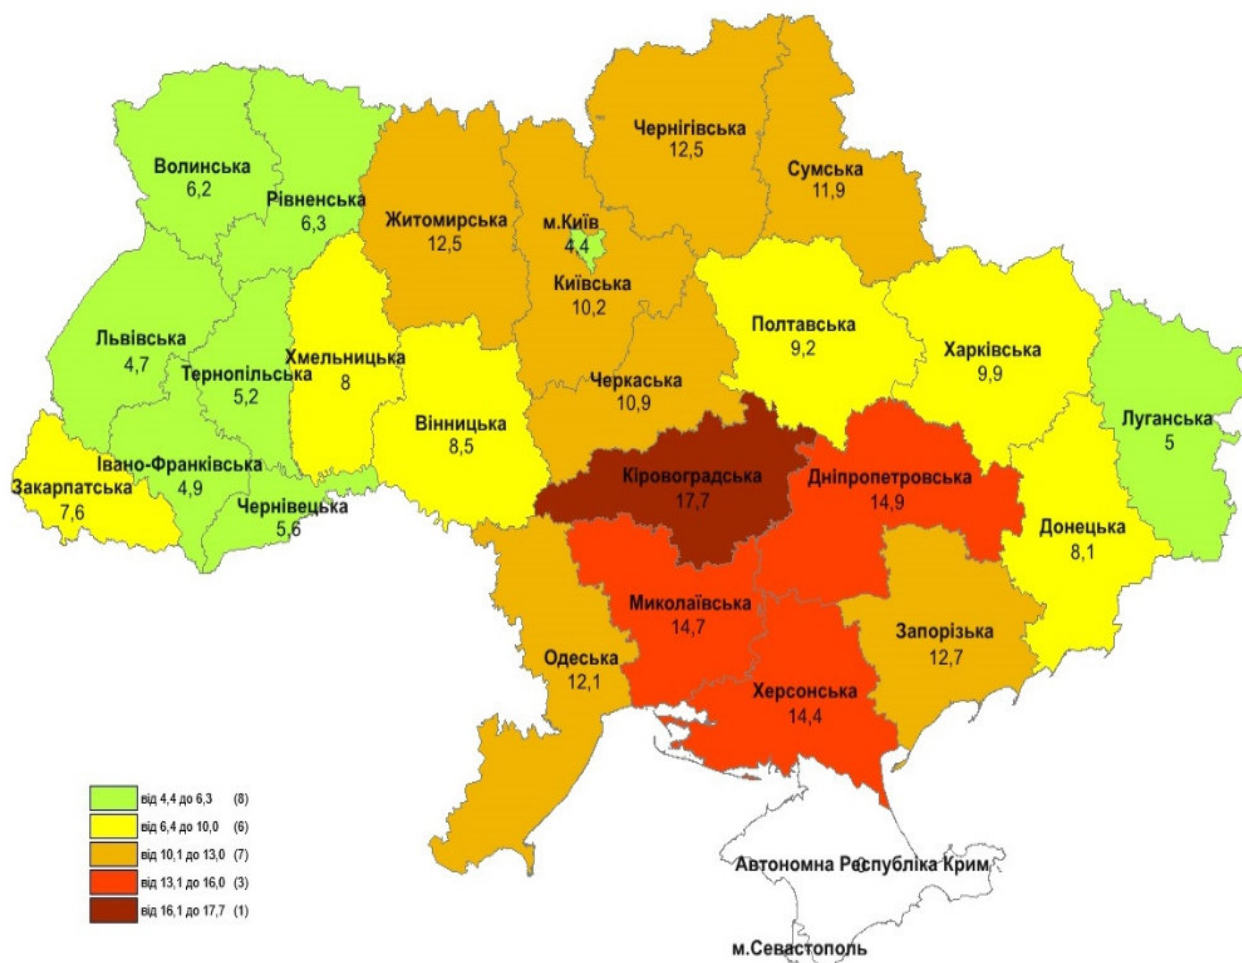 Чернігівська
12,5
Сумська
11,9
Волинська
6,2
Рівненська
6,3
Житомирська
12,5
м.Київ
4,4
Київська
10,2
Львівська
4,7
Тернопільська
5,2
Хмельницька
8
Вінницька
8,5
Черкаська
10,9
Полтавська
9,2
Харківська
9,9
Луганська
5
Івано-Франківська
4,9
Закарпатська
7,6
Чернівецька
5,6
Кіровоградська
17,7
Дніпропетровська
14,9
Донецька
8,1
Миколаївська
14,7
Запорізька
12,7
Одеська
12,1
Херсонська
14,4
від 4,4 до 6,3 (8)
від 6,4 до 10,0 (6)
від 10,1 до 13,0 (7)
від 13,1 до 16,0 (3)
від 16,1 до 17,7 (1)
Автономна Республіка Крим
0
м.Севастополь